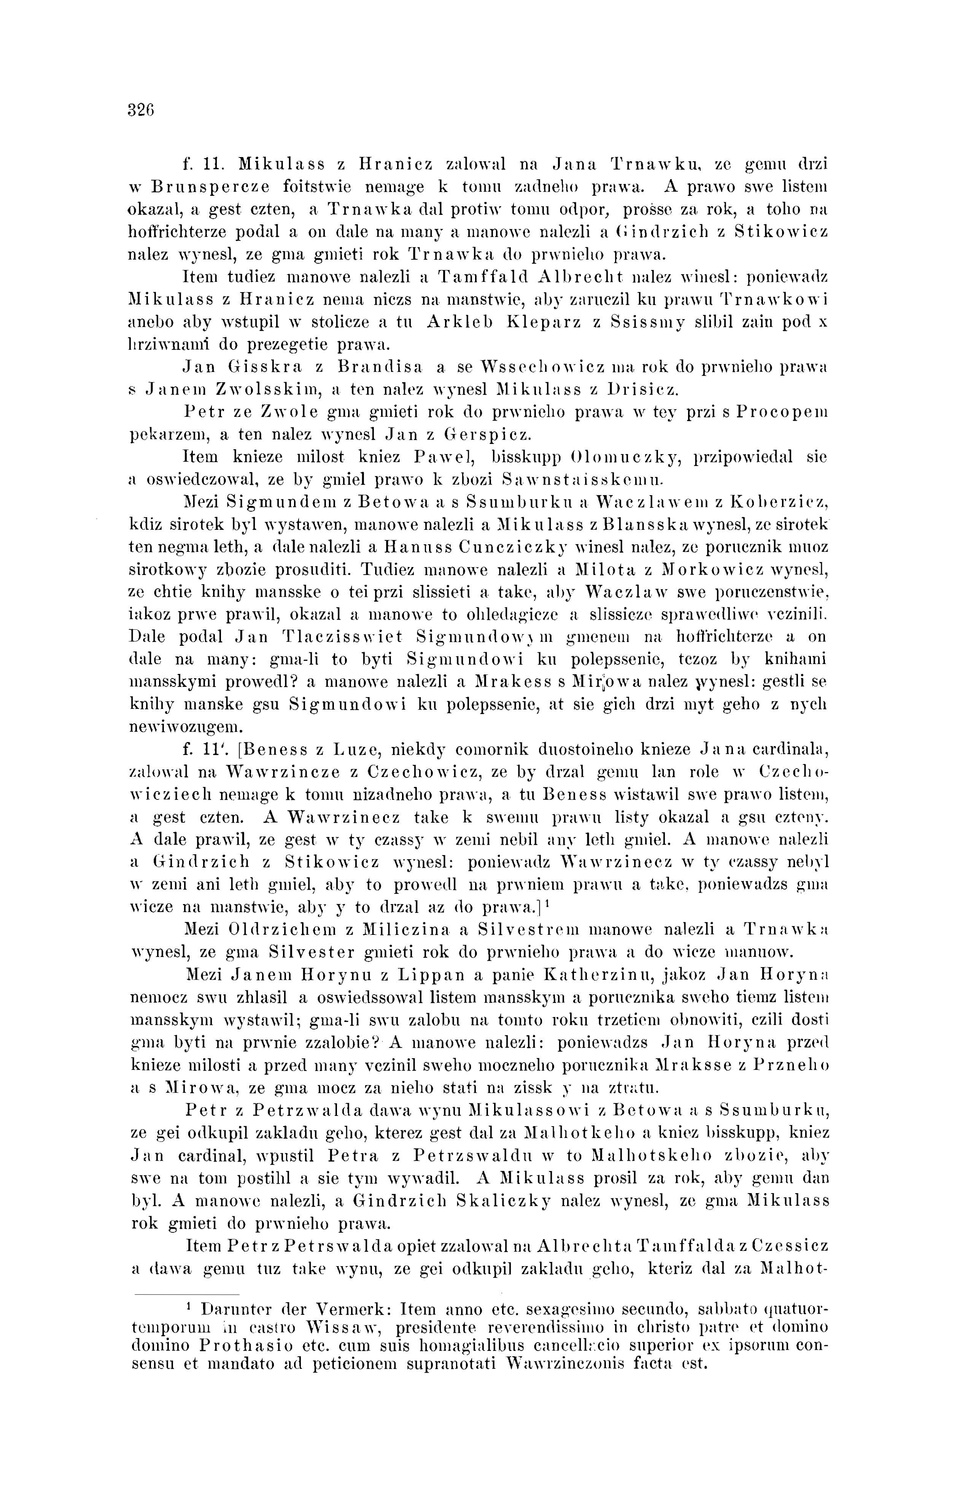 326
f. 11. Mikulass z Hranicz zalowal na Jana Trnawku, ze gemu drzi
w Brunspercze foitstwie nemage k tomu zadneho prawa. A prawo swe listem
okazal, a gest czten, a Trnawka dal protiw tomu odpor, prosse za rok, a toho na
hoffrichterze podal a on dale na many a manowe nalezli a Gindrzich z Stikowicz
nalez wynesl, ze gma gmieti rok Trnawka do prwnieho prawa.
Item tudiez manowe nalezli a Tamffald Albrecht nalez winesl: poniewadz
Mikulass z Hranicz nema niczs na manstwie, aby zaruczil ku prawu Trnawkowi
anebo aby wstupil w stolicze a tu Arkleb Kleparz z Ssissmy slibil zain pod x
hrziwnami do prezegetie prawa.
Jan Gisskra z Brandisa a se Wssechowicz ma rok do prwnieho prawa
s Janem Zwolsskim, a ten nalez wynesl Mikulass z Drisicz.
Petr ze Zwole gma gmieti rok do prwnieho prawa w tey przi s Procopem
pekarzem, a ten nalez wynesl Jan z Gerspicz.
Item knieze milost kniez Pawel, bisskupp Olomuczky, przipowiedal sie
a oswiedczowal, ze by gmiel prawo k zbozi Sawnstaisskemu.
Mezi Sigmundem z Betowa a s Ssumburku a Waczlawem z Koberzicz,
kdiz sirotek byl wystawen, manowe nalezli a Mikulass z Blansska wynesl, ze sirotek
ten negma leth, a dale nalezli a Hanuss Cuncziczky winesl nalez, ze porucznik muoz
sirotkowy zbozie prosuditi. Tudiez manowe nalezli a Milota z Morkowicz wynesl,
ze chtie knihy mansske o tei przi slissieti a take, aby Waczlaw swe poruczenstwie,
iakoz prwe prawil, okazal a manowe to ohledagicze a slissicze sprawedliwe vczinili.
Dale podal Jan Tlaczisswiet Sigmundowym gmenem na hoffrichterze a on
dale na many: gma-li to byti Sigmundowi ku polepssenie, tczoz by knihami
mansskymi prowedl? a manowe nalezli a Mrakess s Mirowa nalez wynesl: gestli se
knihy manske gsu Sigmundowi ku polepssenie, at sie gich drzi myt geho z nych
newiwozugem.
f. 11'. [Beness z Luze, niekdy comornik duostoineho knieze Jana cardinala,
zalowal na Wawrzincze z Czechowicz, ze by drzal gemu lan role w Czecho-
wicziech nemage k tomu nizadneho prawa, a tu Beness wistawil swe prawo listem,
a gest czten. A Wawrzinecz take k swemu prawu listy okazal a gsu czteny.
A dale prawil, ze gest w ty czassy w zemi nebil any leth gmiel. A manowe nalezli
a Gindrzich z Stikowicz wynesl: poniewadz Wawrzinecz w ty czassy nebyl
w zemi ani leth gmiel, aby to prowedl na prwniem prawu a take, poniewadzs gma
wicze na manstwie, aby y to drzal az do prawa.]¹
Mezi Oldrzichem z Miliczina a Silvestrem manowe nalezli a Trnawka
wynesl, ze gma Silvester gmieti rok do prwnieho prawa a do wicze manuow.
Mezi Janem Horynu z Lippan a panie Katherzinu, jakoz Jan Horyna
nemocz swu zhlasil a oswiedssowal listem mansskym a porucznika sweho tiemz listem
mansskym wystawil; gma-li swu zalobu na tomto roku trzetiem obnowiti, czili dosti
gma byti na prwnie zzalobie? A manowe nalezli: poniewadzs Jan Horyna przed
knieze milosti a przed many vczinil sweho moczneho porucznika Mraksse z Przneho
a s Mirowa, ze gma mocz za nieho stati na zissk y na ztratu.
Petr z Petrzwalda dawa wynu Mikulassowi z Betowa a s Ssumburku,
ze gei odkupil zakladu geho, kterez gest dal za Malhotkeho a kniez bisskupp, kniez
Jan cardinal, wpustil Petra z Petrzswaldu w to Malhotskeho zbozie, aby
swe na tom postihl a sie tym wywadil. A Mikulass prosil za rok, aby gemu dan
byl. A manowe nalezli, a Gindrzich Skaliczky nalez wynesl, ze gma Mikulass
rok gmieti do prwnieho prawa.
Item Petr z Petrswalda opiet zzalowal na Albrechta Tamffalda z Czessicz
a dawa gemu tuz take wynu, ze gei odkupil zakladu geho, kteriz dal za Malhot-
¹ Darunter der Vermerk: Item anno etc. sexagesimo secundo, sabbato quatuor-
temporum in castro Wissaw, presidente reverendissimo in christo patre et domino
domino Prothasio etc. cum suis homagialibus cancellacio superior ex ipsorum con-
sensu et mandato ad peticionem supranotati Wawrzinczonis facta est.